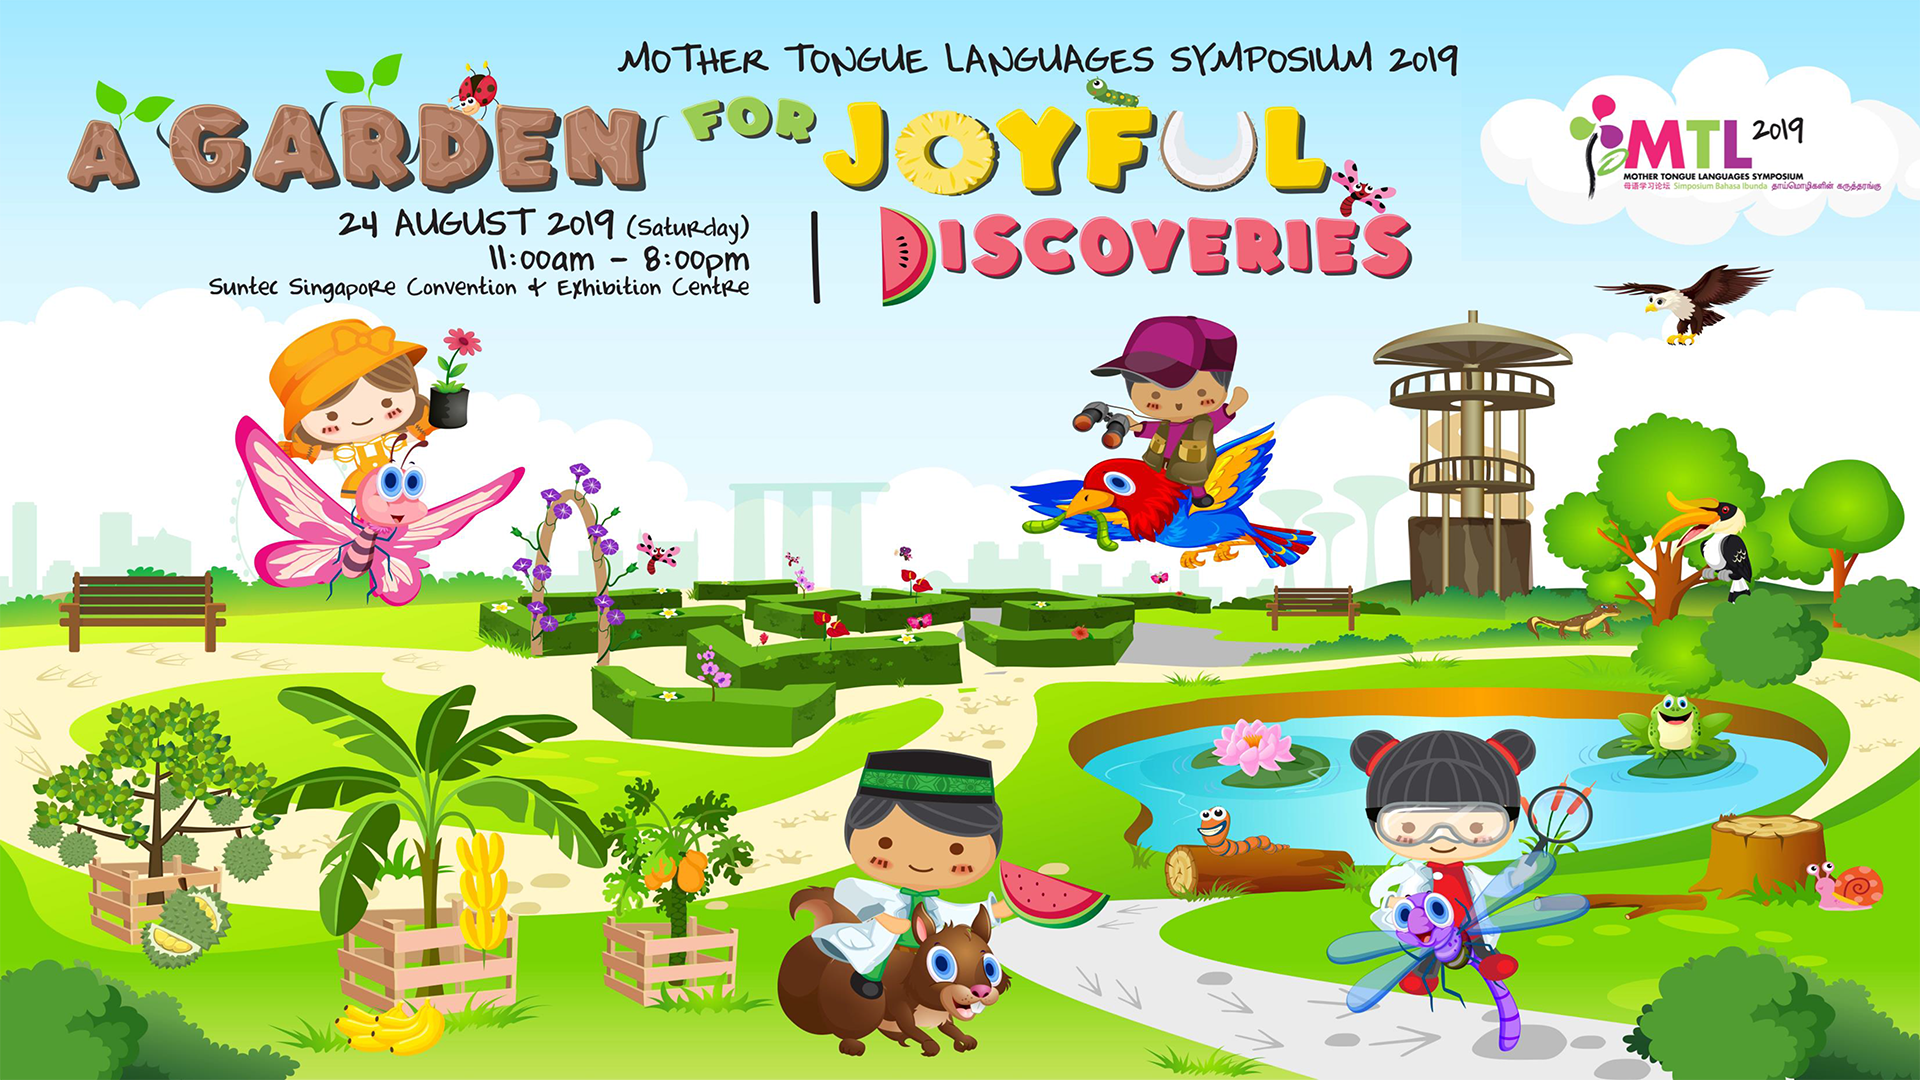 MOTHER TONGUE LANGUAGES SYMPOSIUM 2019
A GARDEN FOR JOYFUL
DISCOVERIES
24 AUGUST 2019 (Saturday)
11:00am - 8:00pm
Suntec Singapore Convention & Exhibition Centre
MTL 2019
MOTHER TONGUE LANGUAGES SYMPOSIUM
母语学习论坛 Simposium Bahasa Ibunda தாய்மொழிகளின் கருத்தரங்கு